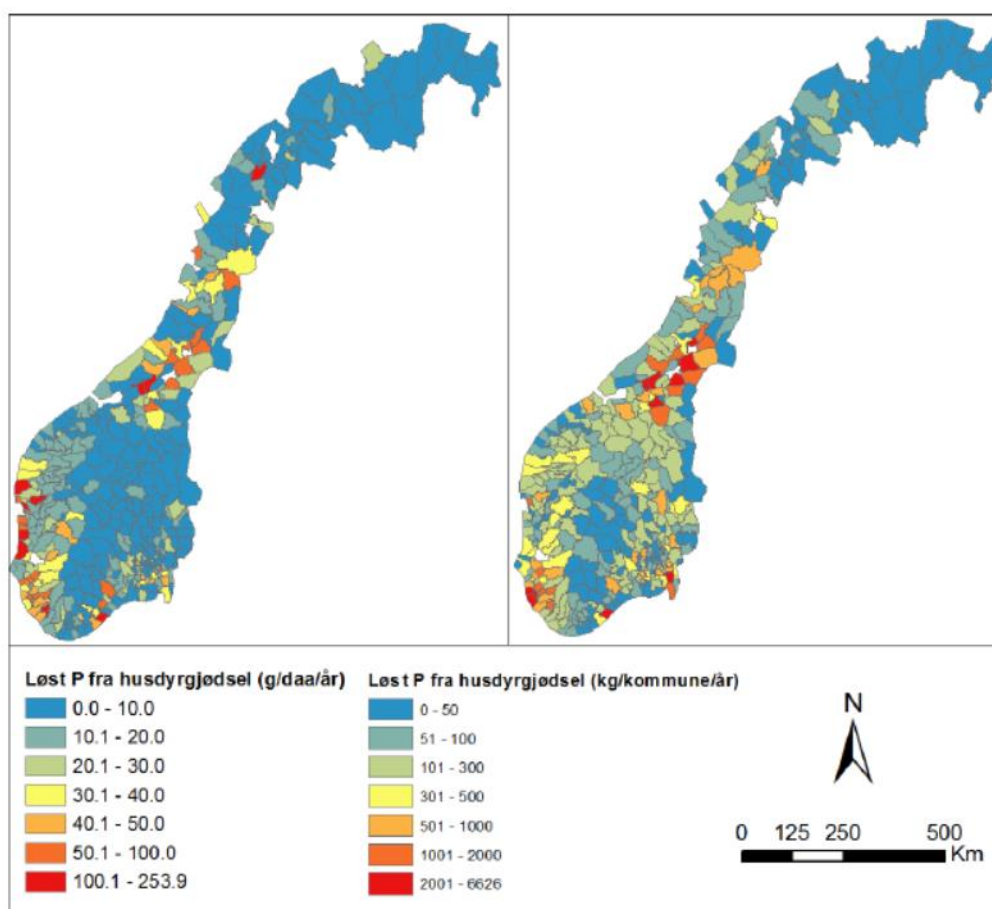 Løst P fra husdyrgjødsel (g/daa/år)
0.0 - 10.0
10.1 - 20.0
20.1 - 30.0
30.1 - 40.0
40.1 - 50.0
50.1 - 100.0
100.1 - 253.9
Løst P fra husdyrgjødsel (kg/kommune/år)
0 - 50
51 - 100
101 - 300
301 - 500
501 - 1000
1001 - 2000
2001 - 6626
N
0 125 250 500
Km